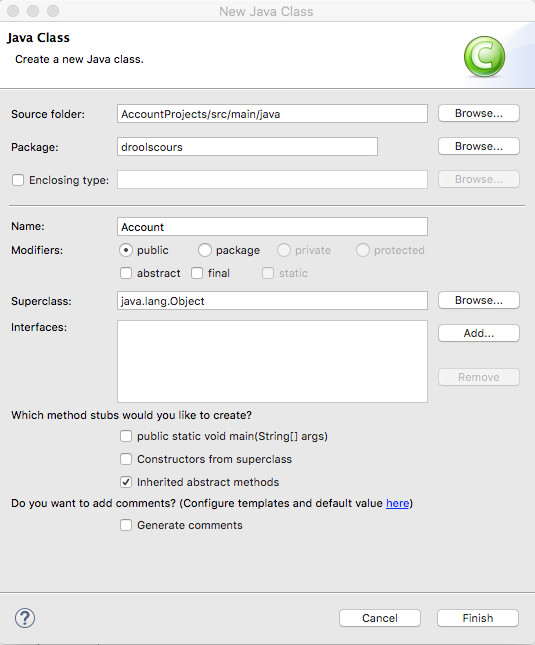 New Java Class
Java Class
Create a new Java class.
C
Source folder: AccountProjects/src/main/java Browse...
Package: droolscours Browse...
Enclosing type: Browse...
Name: Account
Modifiers: public package private protected
abstract final static
Superclass: java.lang.Object Browse...
Interfaces: Add...
Remove
Which method stubs would you like to create?
public static void main(String[] args)
Constructors from superclass
Inherited abstract methods
Do you want to add comments? (Configure templates and default value here)
Generate comments
? Cancel Finish